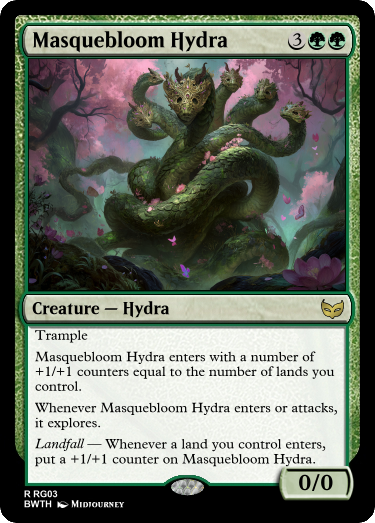 Masquebloom Hydra 3
Creature — Hydra
Trample
Masquebloom Hydra enters with a number of
+1/+1 counters equal to the number of lands you
control.
Whenever Masquebloom Hydra enters or attacks,
it explores.
Landfall — Whenever a land you control enters,
put a +1/+1 counter on Masquebloom Hydra.
0/0
R RG03
BWTH Midjourney